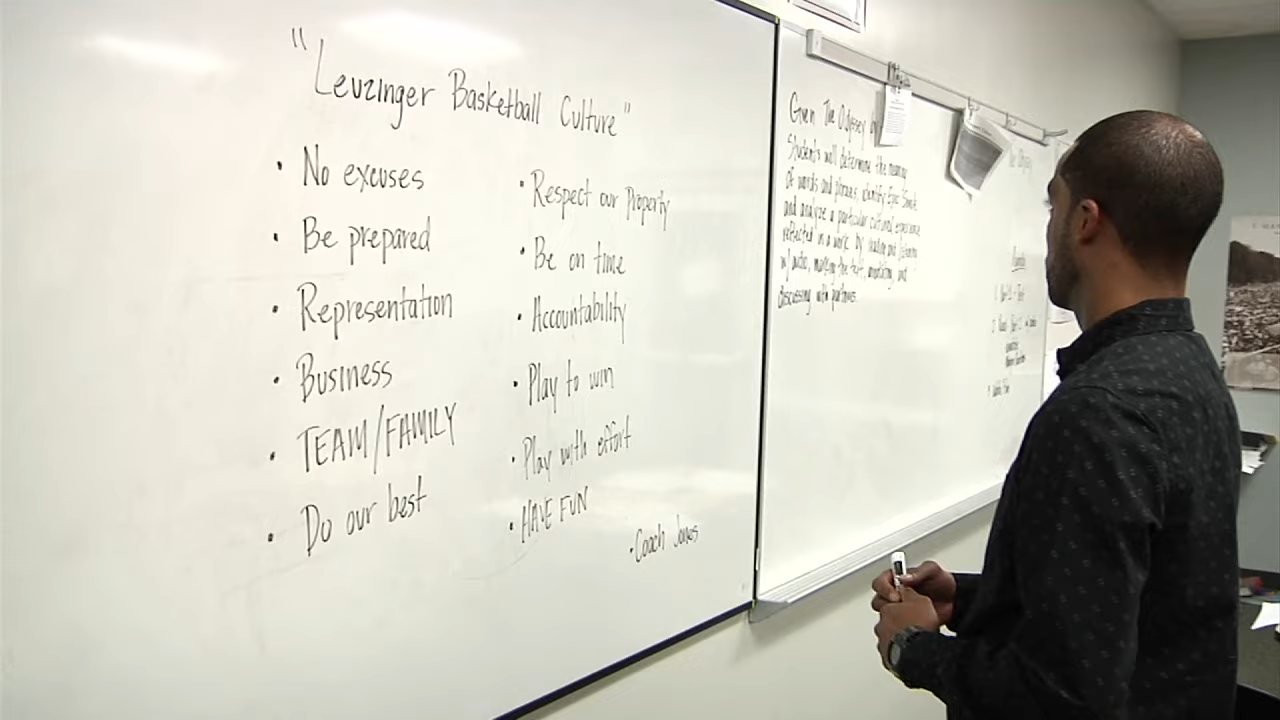 "Leuzinger Basketball Culture"
• No excuses
• Be prepared
• Representation
• Business
• TEAM/FAMILY
• Do our best
• Respect our Property
• Be on time
• Accountability
• Play to win
• Play with effort
• HAVE FUN
• Coach Jones
Given The Odyssey
Students will determine the meaning
of words and phrases, identify Epic
and analyze a particular cultural experience
reflected in a work by reading and listening
w/ audio, marking the text, annotating and
discussing with partners.